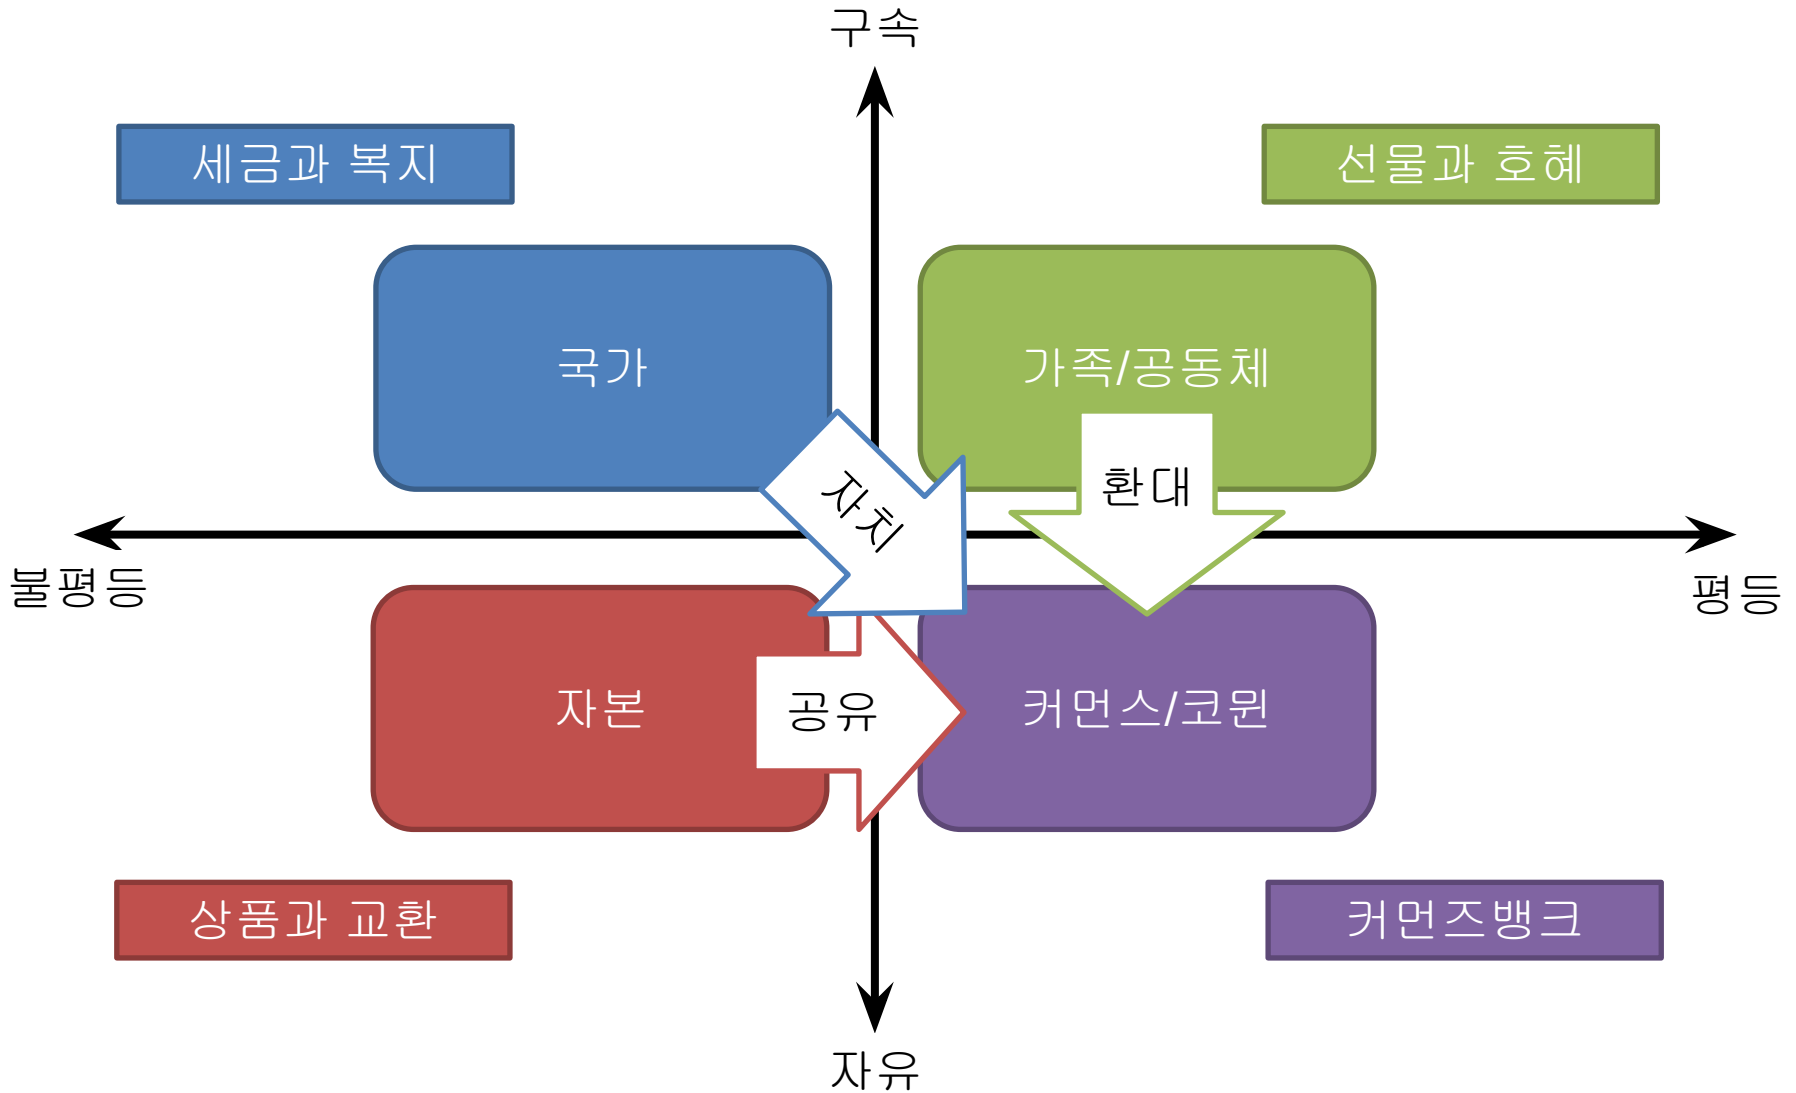 구속
세금과 복지
선물과 호혜
국가
가족/공동체
자치
환대
불평등
평등
자본
공유
커먼스/코뮌
상품과 교환
커먼즈뱅크
자유